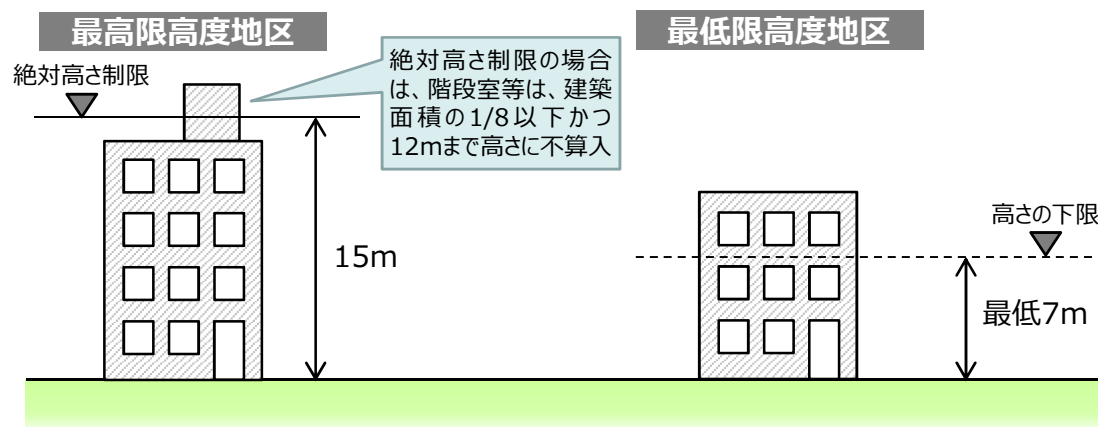 最高限高度地区
絶対高さ制限
絶対高さ制限の場合
は、階段室等は、建築
面積の1/8以下かつ
12mまで高さに不算入
15m
最低限高度地区
高さの下限
最低7m